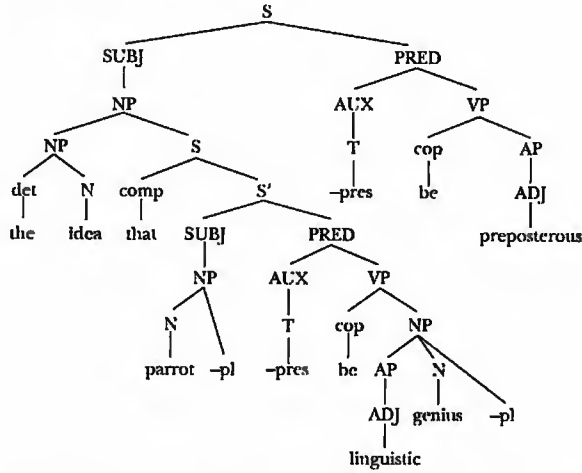 S
SUBJ PRED
NP AUX VP
NP S T cop AP
det N comp S' –pres be ADJ
the idea that SUBJ PRED preposterous
NP AUX VP
N T cop NP
parrot –pl –pres be AP N
ADJ genius –pl
linguistic